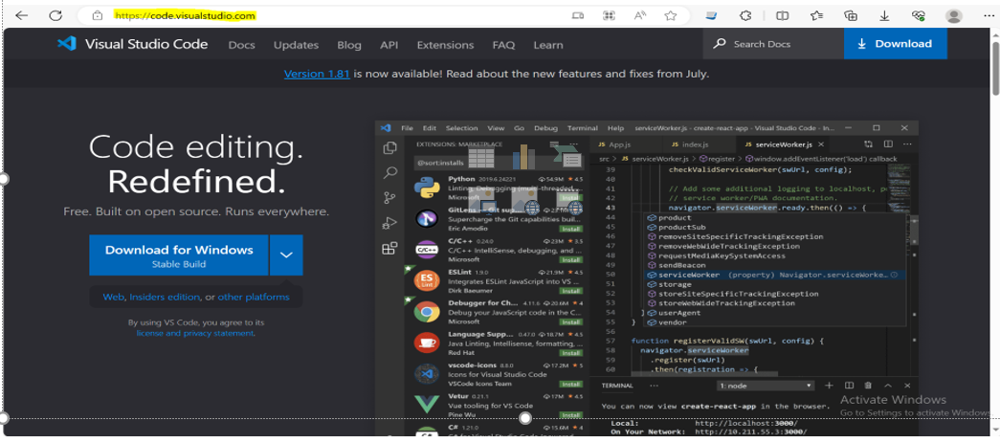 https://code.visualstudio.com
Visual Studio Code Docs Updates Blog API Extensions FAQ Learn Search Docs Download
Version 1.81 is now available! Read about the new features and fixes from July.
Code editing.
Redefined.
Free. Built on open source. Runs everywhere.
Download for Windows
Stable Build
Web, Insiders edition, or other platforms
By using VS Code, you agree to its
license and privacy statement.
File Edit Selection View Go Debug Terminal Help serviceWorker.js - create-react-app - Visual Studio Code - In...
EXTENSIONS: MARKETPLACE
@sort:installs
Python 2019.6.24221 54.9M 4.5
Linting, Debugging (multi-threaded,
Install
GitLens
Supercharge the Git capabilities buil...
Eric Amodio Install
C/C++ 0.24.0 23M 3.5
C/C++ IntelliSense, debugging, and ...
Microsoft Install
ESLint 1.9.0 21.9M 4.5
Integrates ESLint JavaScript into VS ...
Dirk Baeumer Install
Debugger for Ch... 4.11.6 20.6M 4
Debug your JavaScript code in the C...
Microsoft Install
Language Supp... 0.47.0 18.7M 4.5
Java Linting, Intellisense, formatting, ...
Red Hat Install
vscode-icons 8.8.0 17.2M 5
Icons for Visual Studio Code
VSCode Icons Team Install
Vetur 0.21.1 17M 4.5
Vue tooling for VS Code
Pine Wu Install
C# 1.21.0 15.6M 4
JS App.js JS index.js JS serviceWorker.js
src > JS serviceWorker.js > register > window.addEventListener('load') callback
39 checkValidServiceWorker(swUrl, config);
40
41 // Add some additional logging to localhost, p
42 // service worker/PWA documentation.
43 navigator.serviceWorker.ready.then(() => {
44 product
45 productSub
46 removeSiteSpecificTrackingException
47 removeWebWideTrackingException
48 requestMediaKeySystemAccess
49 sendBeacon
50 serviceWorker (property) Navigator.serviceWorke...
51 storage
52 storeSiteSpecificTrackingException
53 storeWebWideTrackingException
54 } userAgent
55 } vendor
56
57 function registerValidSW(swUrl, config) {
58 navigator.serviceWorker
59 .register(swUrl)
60 .then(registration => {
TERMINAL ... 1: node
You can now view create-react-app in the browser.
Local: http://localhost:3000/
On Your Network: http://10.211.55.3:3000/
Activate Windows
Go to Settings to activate Windows.